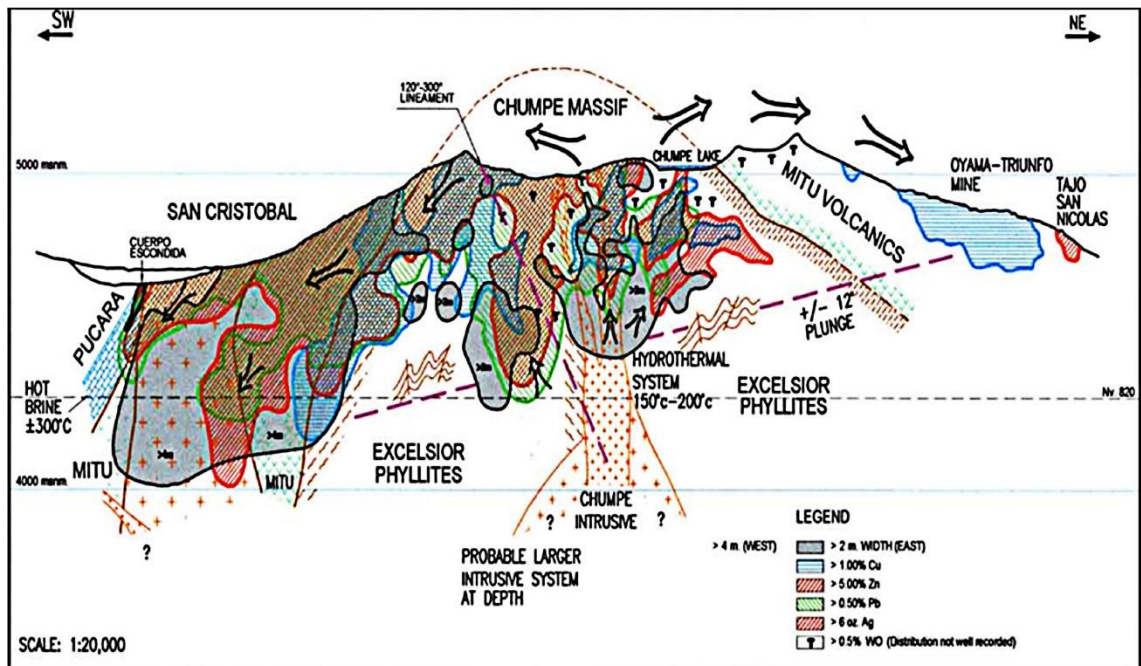 SW
NE
120°-300°
LINEAMENT
CHUMPE MASSIF
5000 msnm.
CHUMPE LAKE
OYAMA-TRIUNFO
MINE
TAJO
SAN
NICOLAS
SAN CRISTOBAL
MITU VOLCANICS
CUERPO
ESCONDIDA
PUCARA
+/- 12°
PLUNGE
HOT
BRINE
±300°C
>4m
HYDROTHERMAL
SYSTEM
150°c-200°c
EXCELSIOR
PHYLLITES
Nv. 820
MITU
EXCELSIOR
PHYLLITES
MITU
4000 msnm.
CHUMPE
INTRUSIVE
?
?
?
PROBABLE LARGER
INTRUSIVE SYSTEM
AT DEPTH
LEGEND
> 4 m. (WEST)
> 2 m. WIDTH (EAST)
> 1.00% Cu
> 5.00% Zn
> 0.50% Pb
> 6 oz. Ag
> 0.5% WO (Distribution not well recorded)
SCALE: 1:20,000